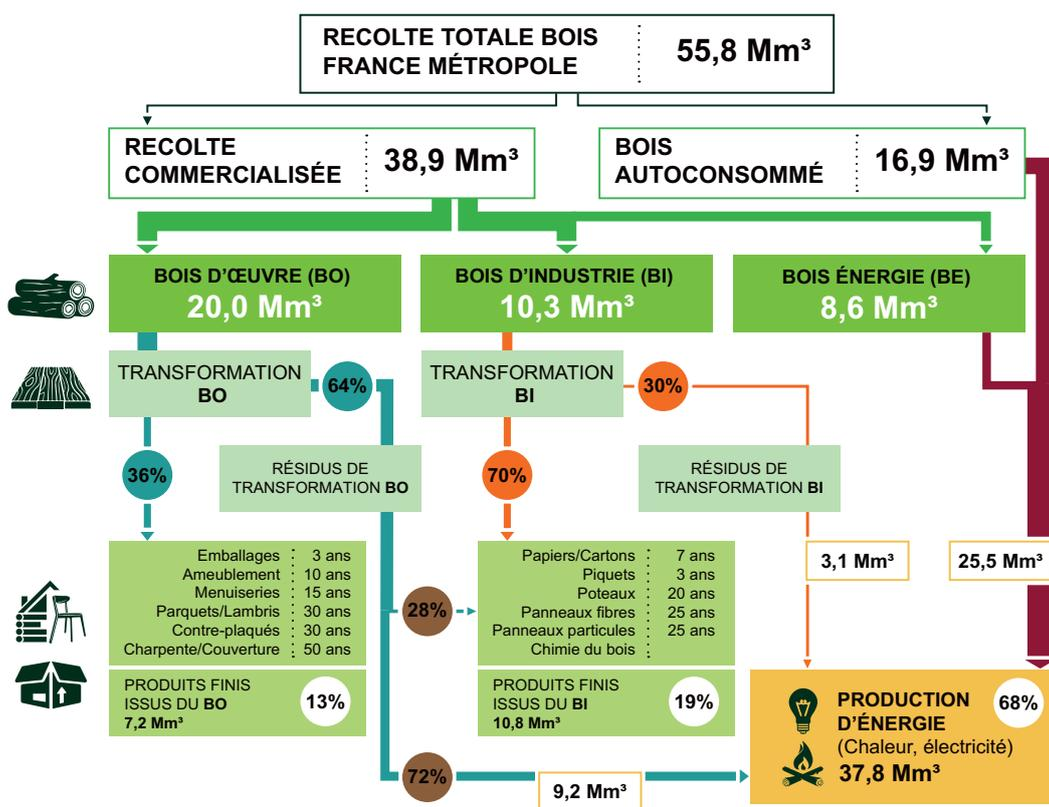 RECOLTE TOTALE BOIS
FRANCE MÉTROPOLE
55,8 Mm³
RECOLTE
COMMERCIALISÉE
38,9 Mm³
BOIS
AUTOCONSOMMÉ
16,9 Mm³
BOIS D'ŒUVRE (BO)
20,0 Mm³
BOIS D'INDUSTRIE (BI)
10,3 Mm³
BOIS ÉNERGIE (BE)
8,6 Mm³
TRANSFORMATION
BO
64%
TRANSFORMATION
BI
30%
36%
RÉSIDUS DE
TRANSFORMATION BO
70%
RÉSIDUS DE
TRANSFORMATION BI
Emballages : 3 ans
Ameublement : 10 ans
Menuiseries : 15 ans
Parquets/Lambris : 30 ans
Contre-plaqués : 30 ans
Charpente/Couverture : 50 ans
28%
Papiers/Cartons : 7 ans
Piquets : 3 ans
Poteaux : 20 ans
Panneaux fibres : 25 ans
Panneaux particules : 25 ans
Chimie du bois :
3,1 Mm³
25,5 Mm³
PRODUITS FINIS
ISSUS DU BO
7,2 Mm³
13%
PRODUITS FINIS
ISSUS DU BI
10,8 Mm³
19%
PRODUCTION
D'ÉNERGIE
(Chaleur, électricité)
37,8 Mm³
68%
72%
9,2 Mm³